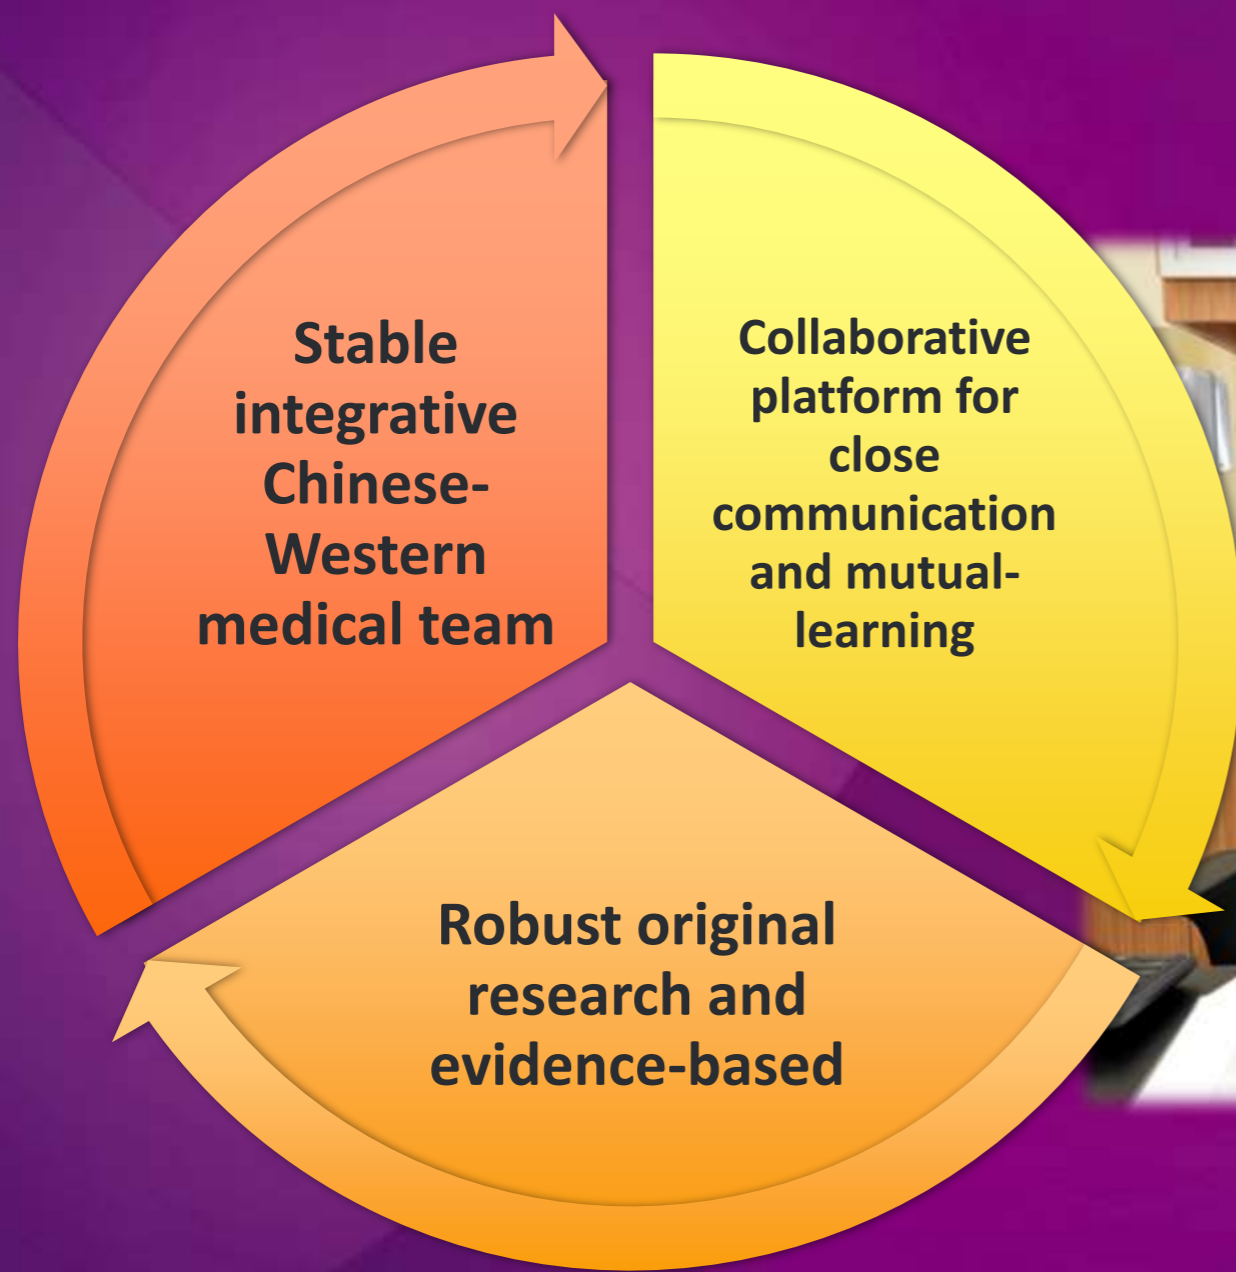 Stable
integrative
Chinese-
Western
medical team
Collaborative
platform for
close
communication
and mutual-
learning
Robust original
research and
evidence-based